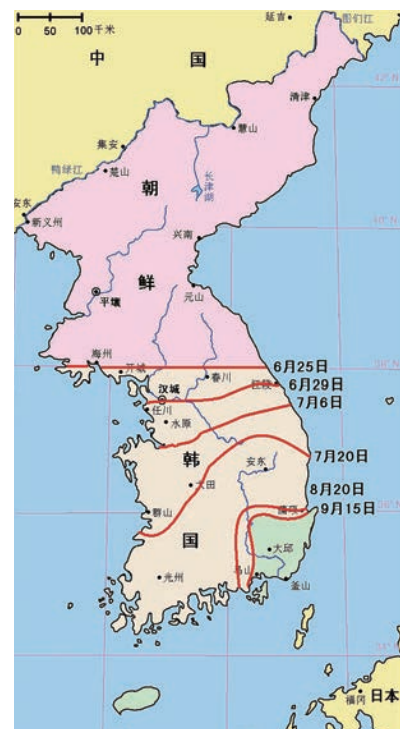 0 50 100千米
延吉
图们江
中 国
42°N
清津
集安
惠山
鸭绿江
楚山
长津湖
朝
安东
新义州
40°N
兴南
鲜
平壤
元山
海州
开城
38°N
6月25日
汉城
春川
江陵
6月29日
仁川
7月6日
水原
韩
7月20日
安东
大田
8月20日
群山
浦项
9月15日
36°N
国
大邱
光州
马山
釜山
34°N
日本
福冈